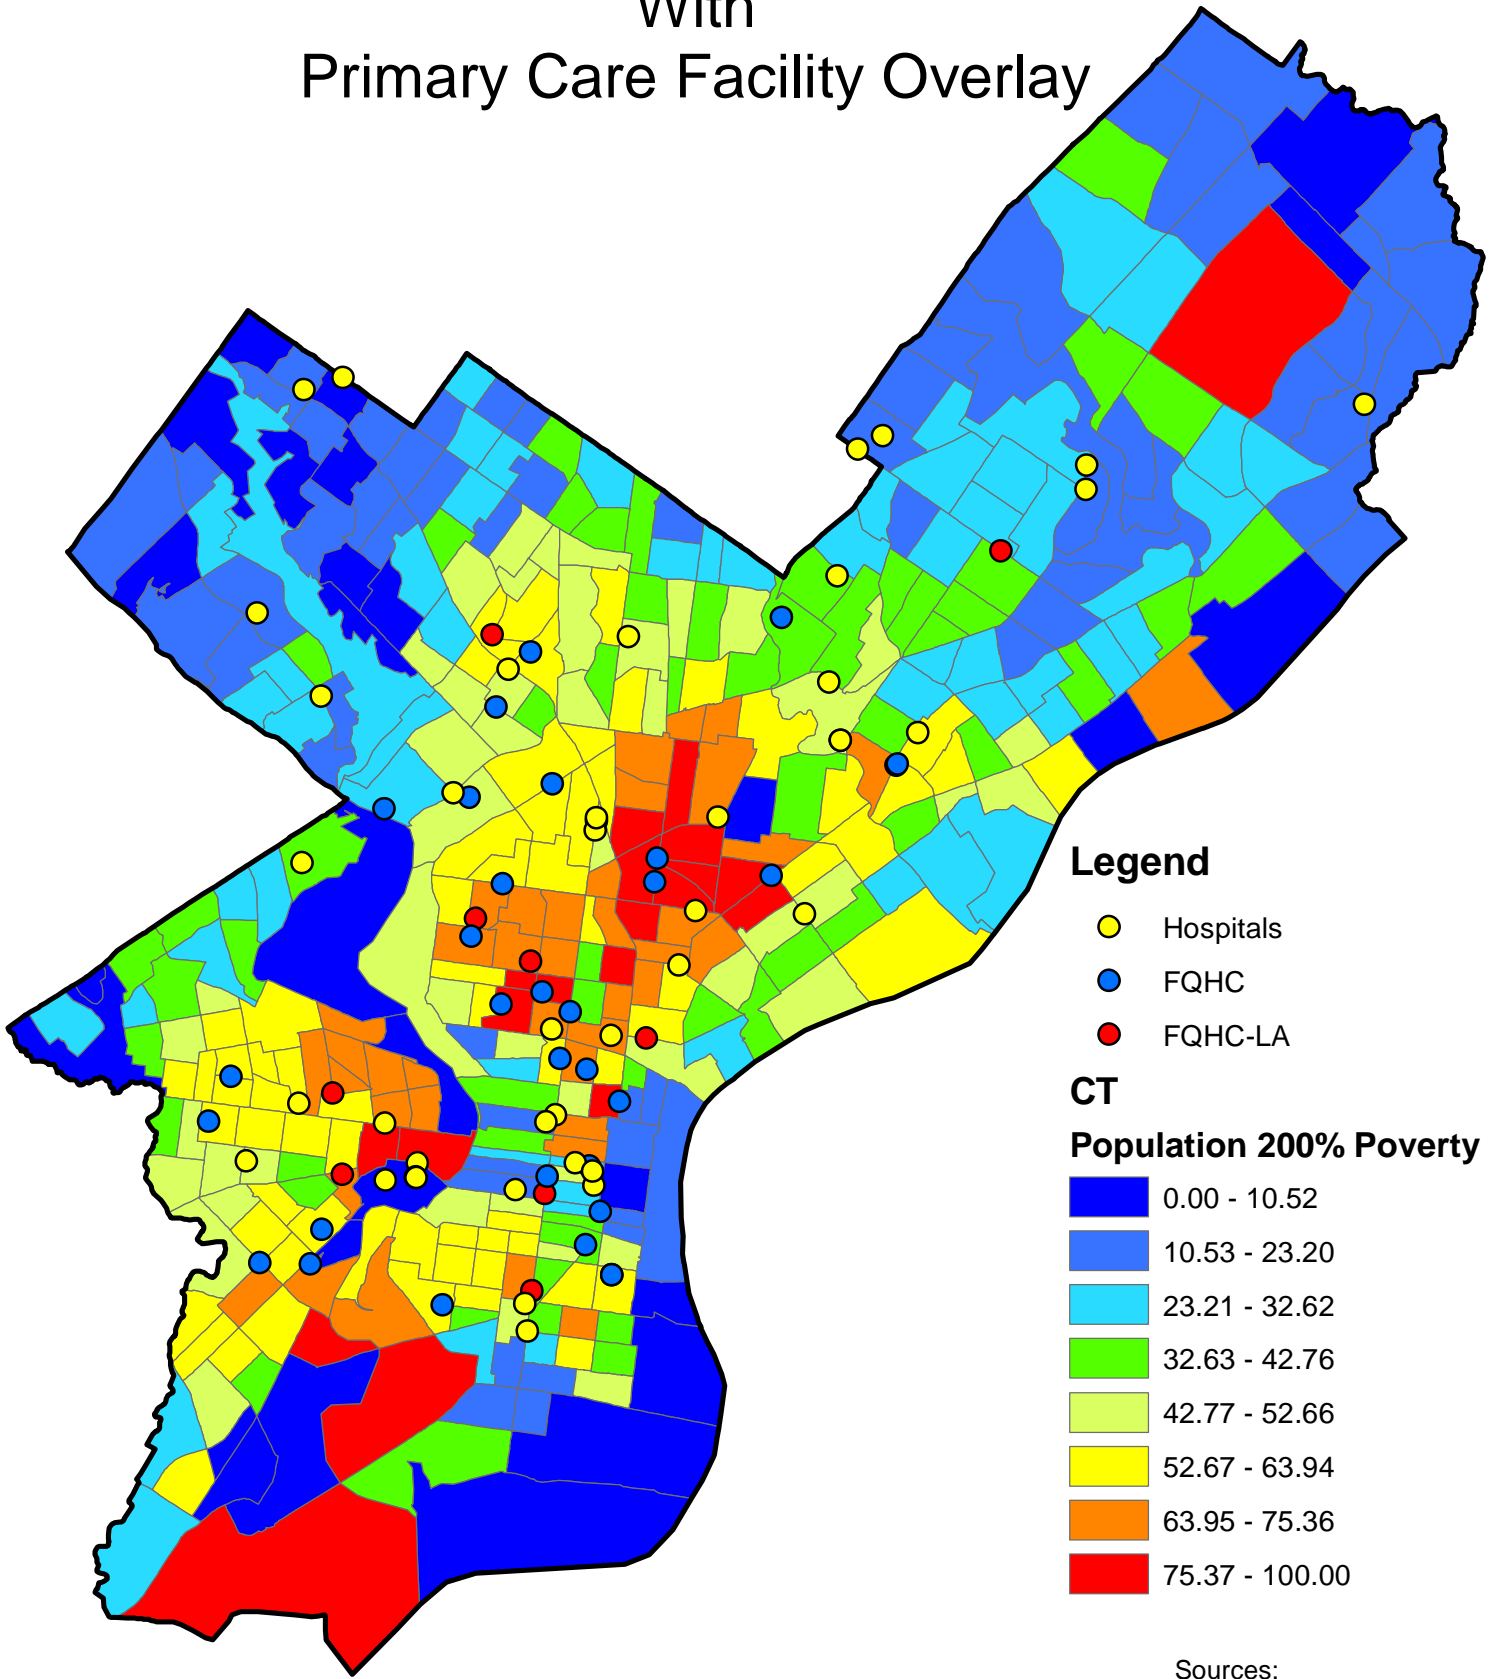 With
Primary Care Facility Overlay
Legend
Hospitals
FQHC
FQHC-LA
CT
Population 200% Poverty
0.00 - 10.52
10.53 - 23.20
23.21 - 32.62
32.63 - 42.76
42.77 - 52.66
52.67 - 63.94
63.95 - 75.36
75.37 - 100.00
Sources: